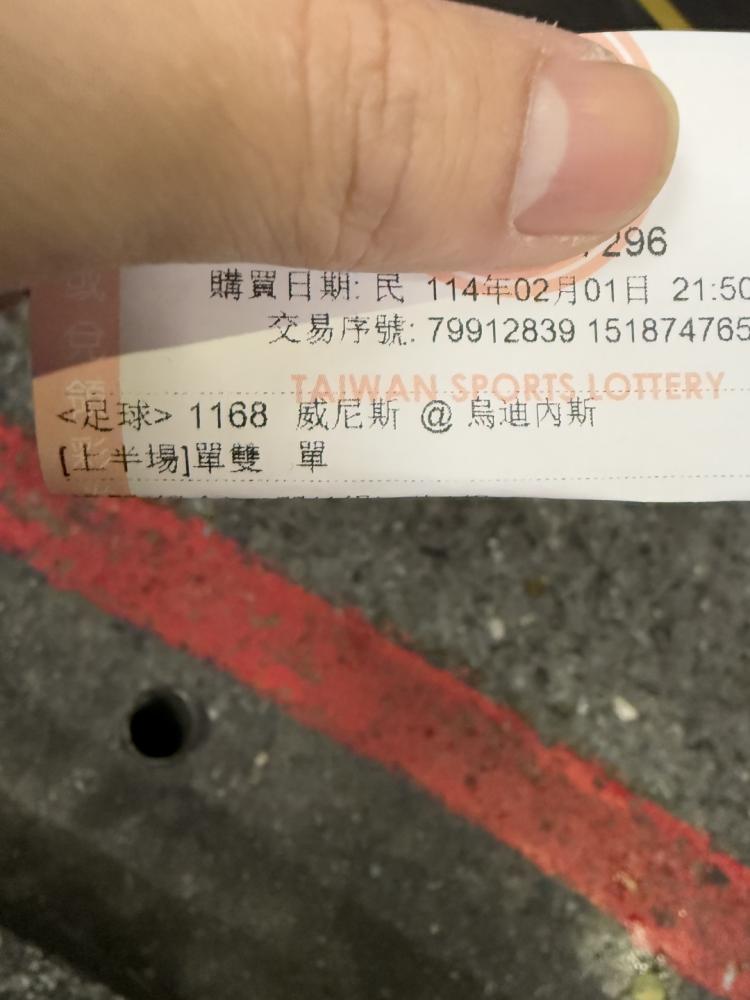 296
購買日期: 民 114年02月01日 21:50
交易序號: 79912839 151874765
TAIWAN SPORTS LOTTERY
<足球> 1168 威尼斯 @ 烏迪內斯
[上半場]單雙 單